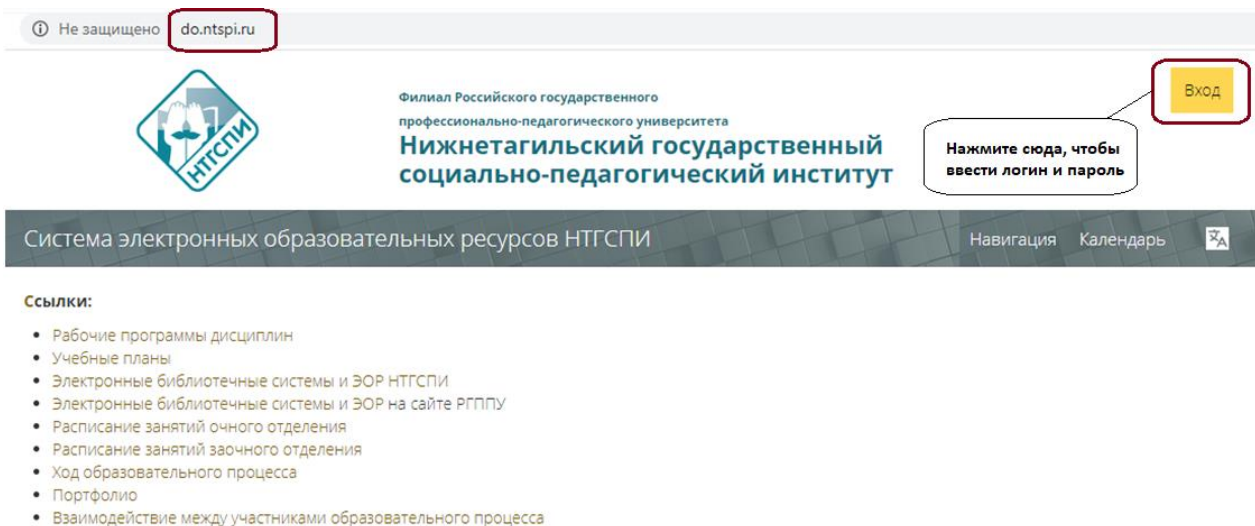 Не защищено do.ntspi.ru
Вход
Филиал Российского государственного
профессионально-педагогического университета
Нижнетагильский государственный
социально-педагогический институт
НТГСПИ
Нажмите сюда, чтобы
ввести логин и пароль
Система электронных образовательных ресурсов НТГСПИ
Навигация Календарь
Ссылки:
Рабочие программы дисциплин
Учебные планы
Электронные библиотечные системы и ЭОР НТГСПИ
Электронные библиотечные системы и ЭОР на сайте РГППУ
Расписание занятий очного отделения
Расписание занятий заочного отделения
Ход образовательного процесса
Портфолио
Взаимодействие между участниками образовательного процесса